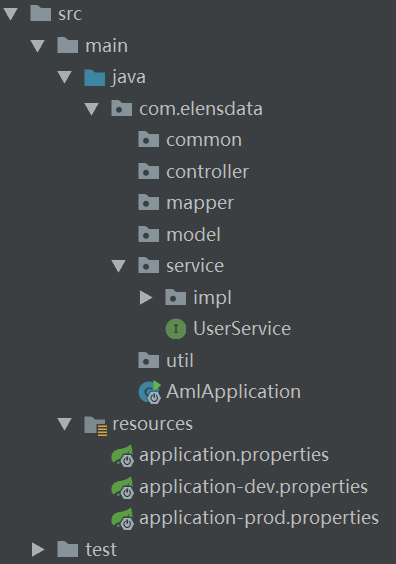 src
main
java
com.elensdata
common
controller
mapper
model
service
impl
I UserService
util
AmlApplication
resources
application.properties
application-dev.properties
application-prod.properties
test